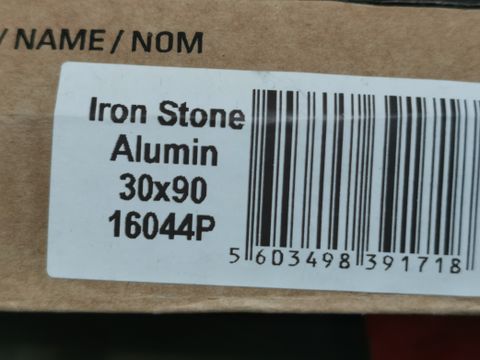 / NAME / NOM
Iron Stone
Alumin
30x90
16044P
5 603498 391718